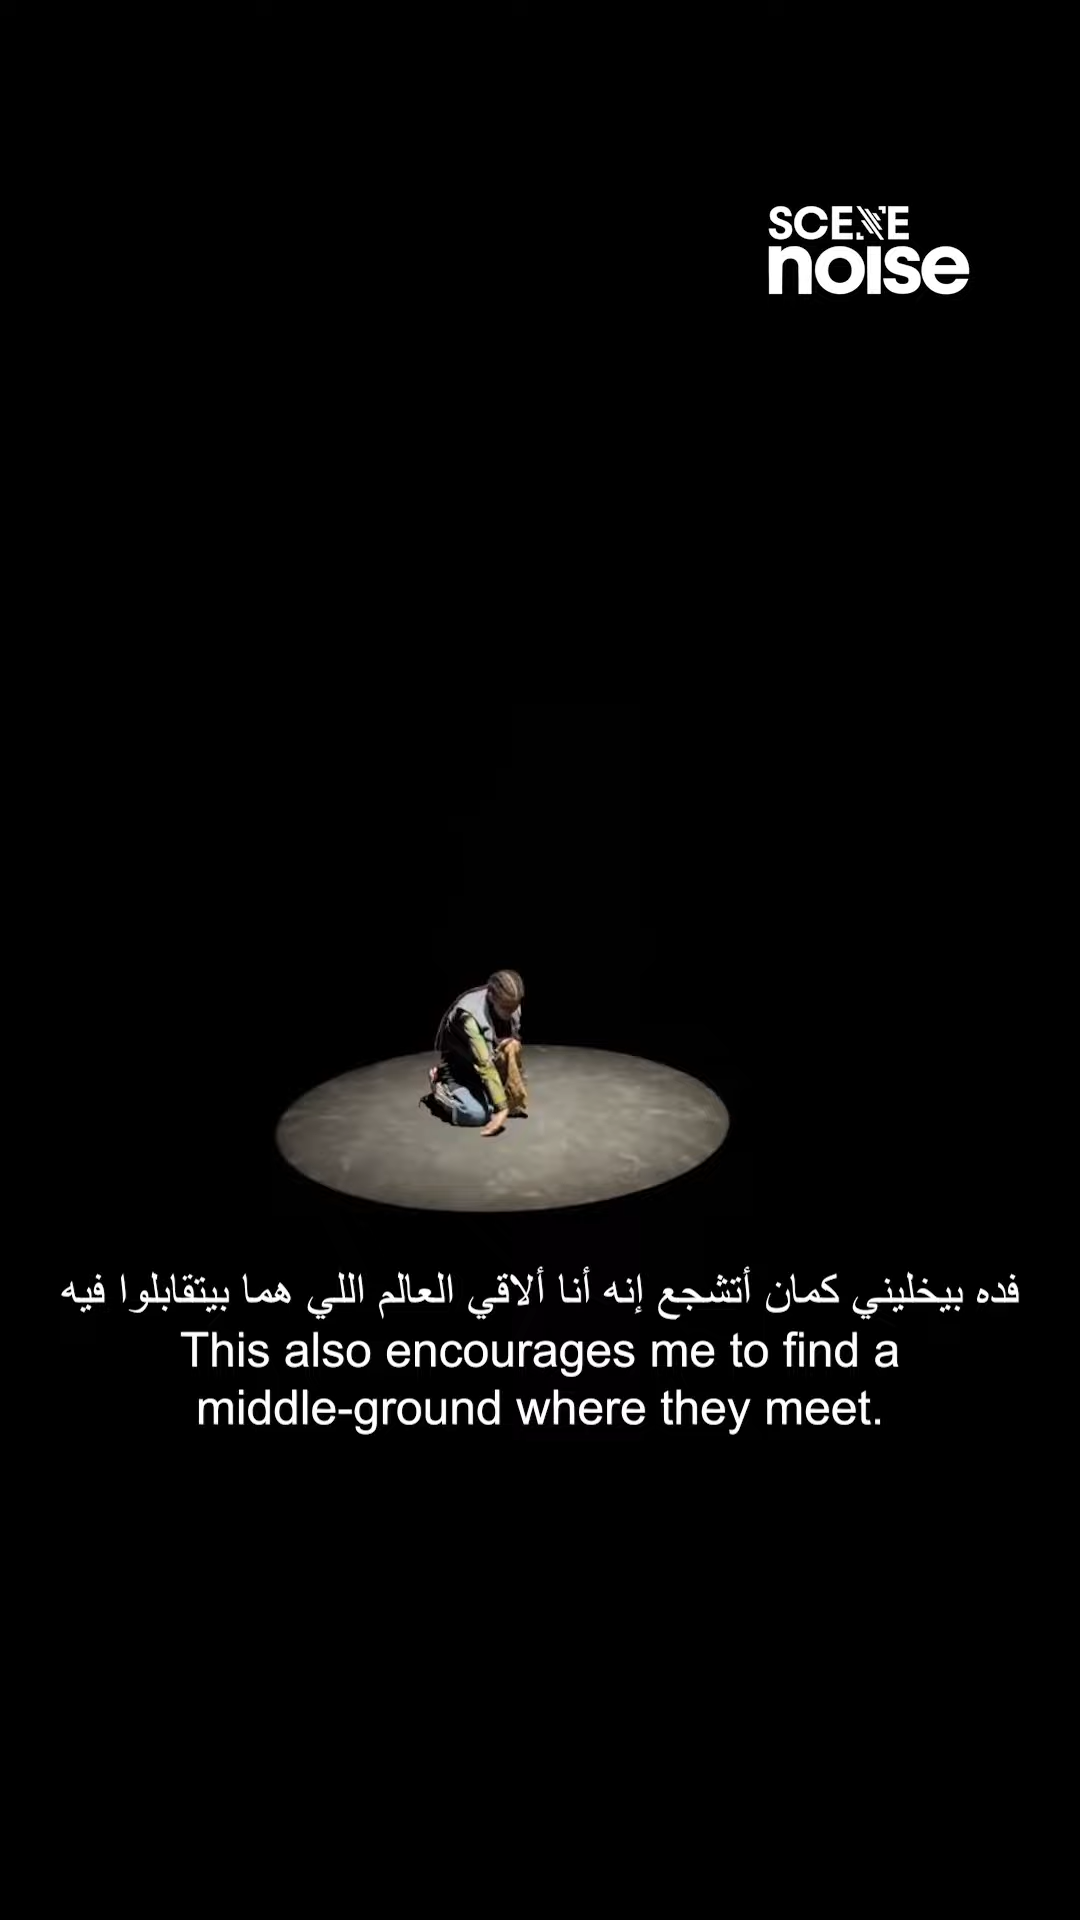 SCENE
noise
فده بيخليني كمان أتشجع إنه أنا ألاقي العالم اللي هما بيتقابلوا فيه
This also encourages me to find a
middle-ground where they meet.